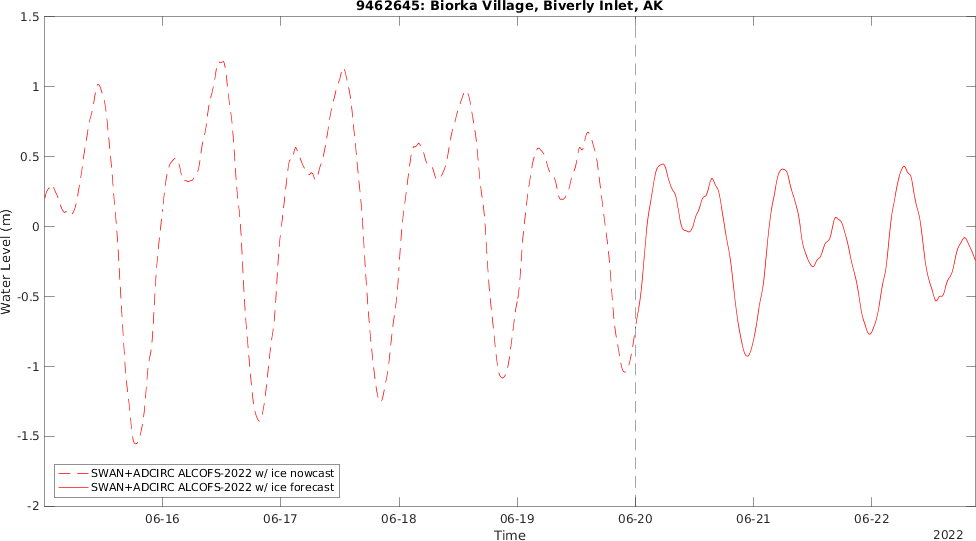 9462645: Biorka Village, Biverly Inlet, AK
1.5
1
0.5
0
-0.5
-1
-1.5
-2
Water Level (m)
SWAN+ADCIRC ALCOFS-2022 w/ ice nowcast
SWAN+ADCIRC ALCOFS-2022 w/ ice forecast
06-16 06-17 06-18 06-19 06-20 06-21 06-22
Time
2022